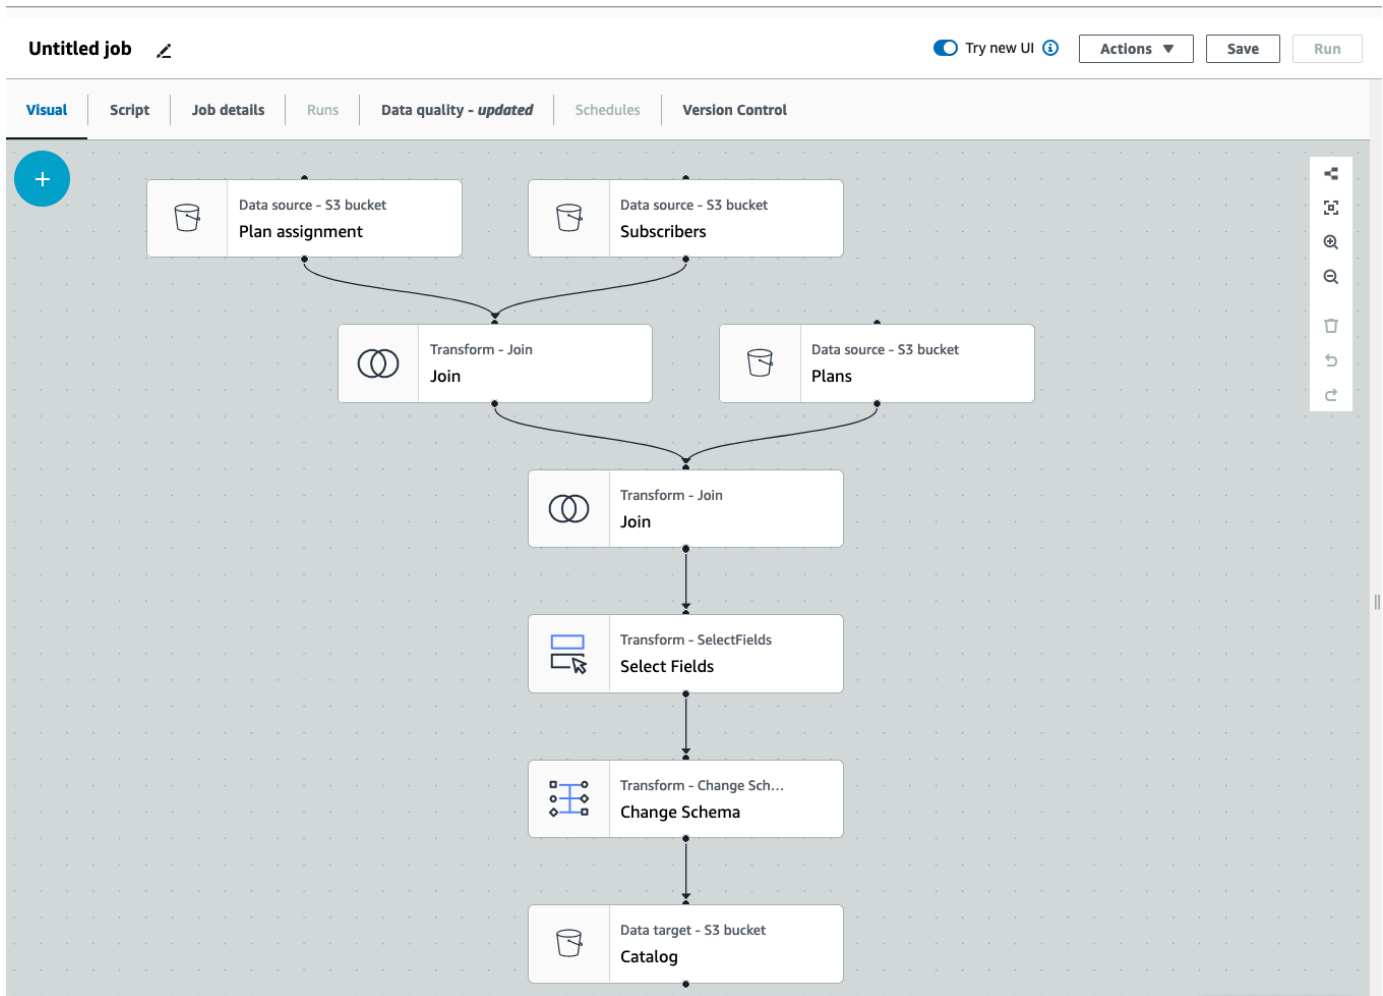 Untitled job
Try new UI
Actions
Save
Run
Visual
Script
Job details
Runs
Data quality - updated
Schedules
Version Control
Data source - S3 bucket
Plan assignment
Data source - S3 bucket
Subscribers
Transform - Join
Join
Data source - S3 bucket
Plans
Transform - Join
Join
Transform - SelectFields
Select Fields
Transform - Change Sch...
Change Schema
Data target - S3 bucket
Catalog